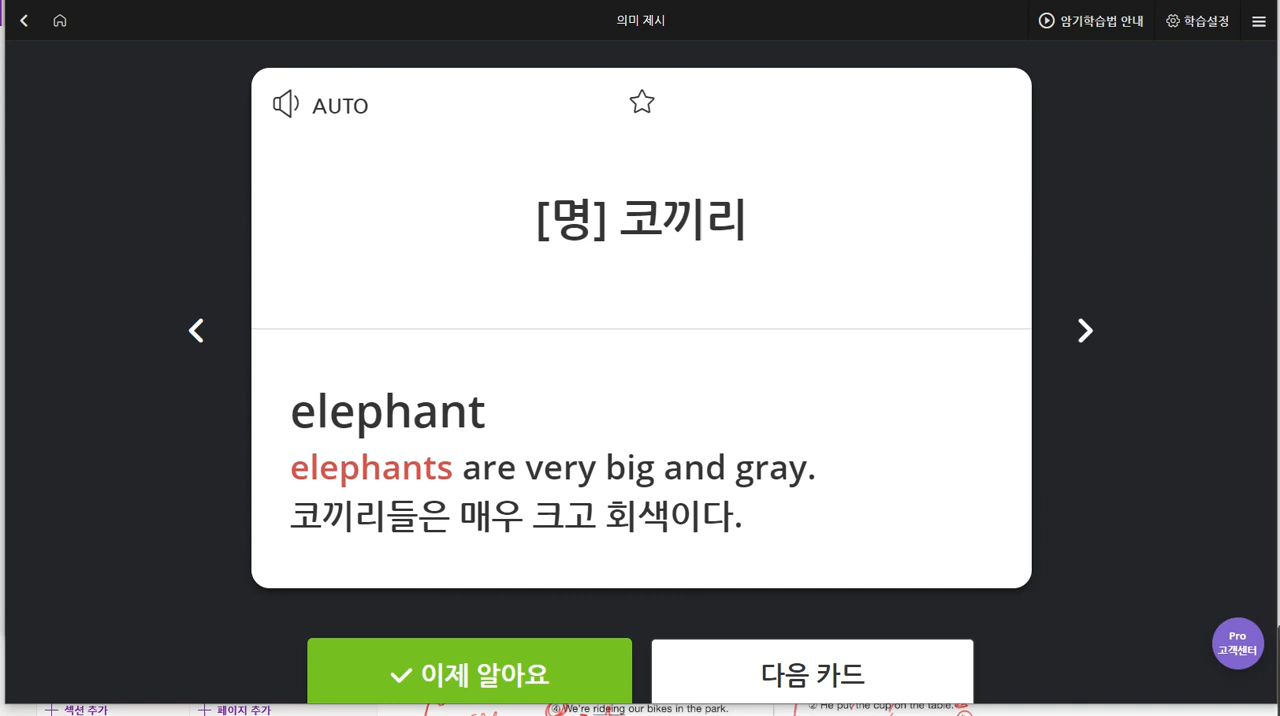 의미 제시
암기학습법 안내
학습설정
AUTO
[명] 코끼리
elephant
elephants are very big and gray.
코끼리들은 매우 크고 회색이다.
Pro
고객센터
이제 알아요
다음 카드
섹션 추가
페이지 추가
④ We're riding our bikes in the park.
② He put the cup on the table.